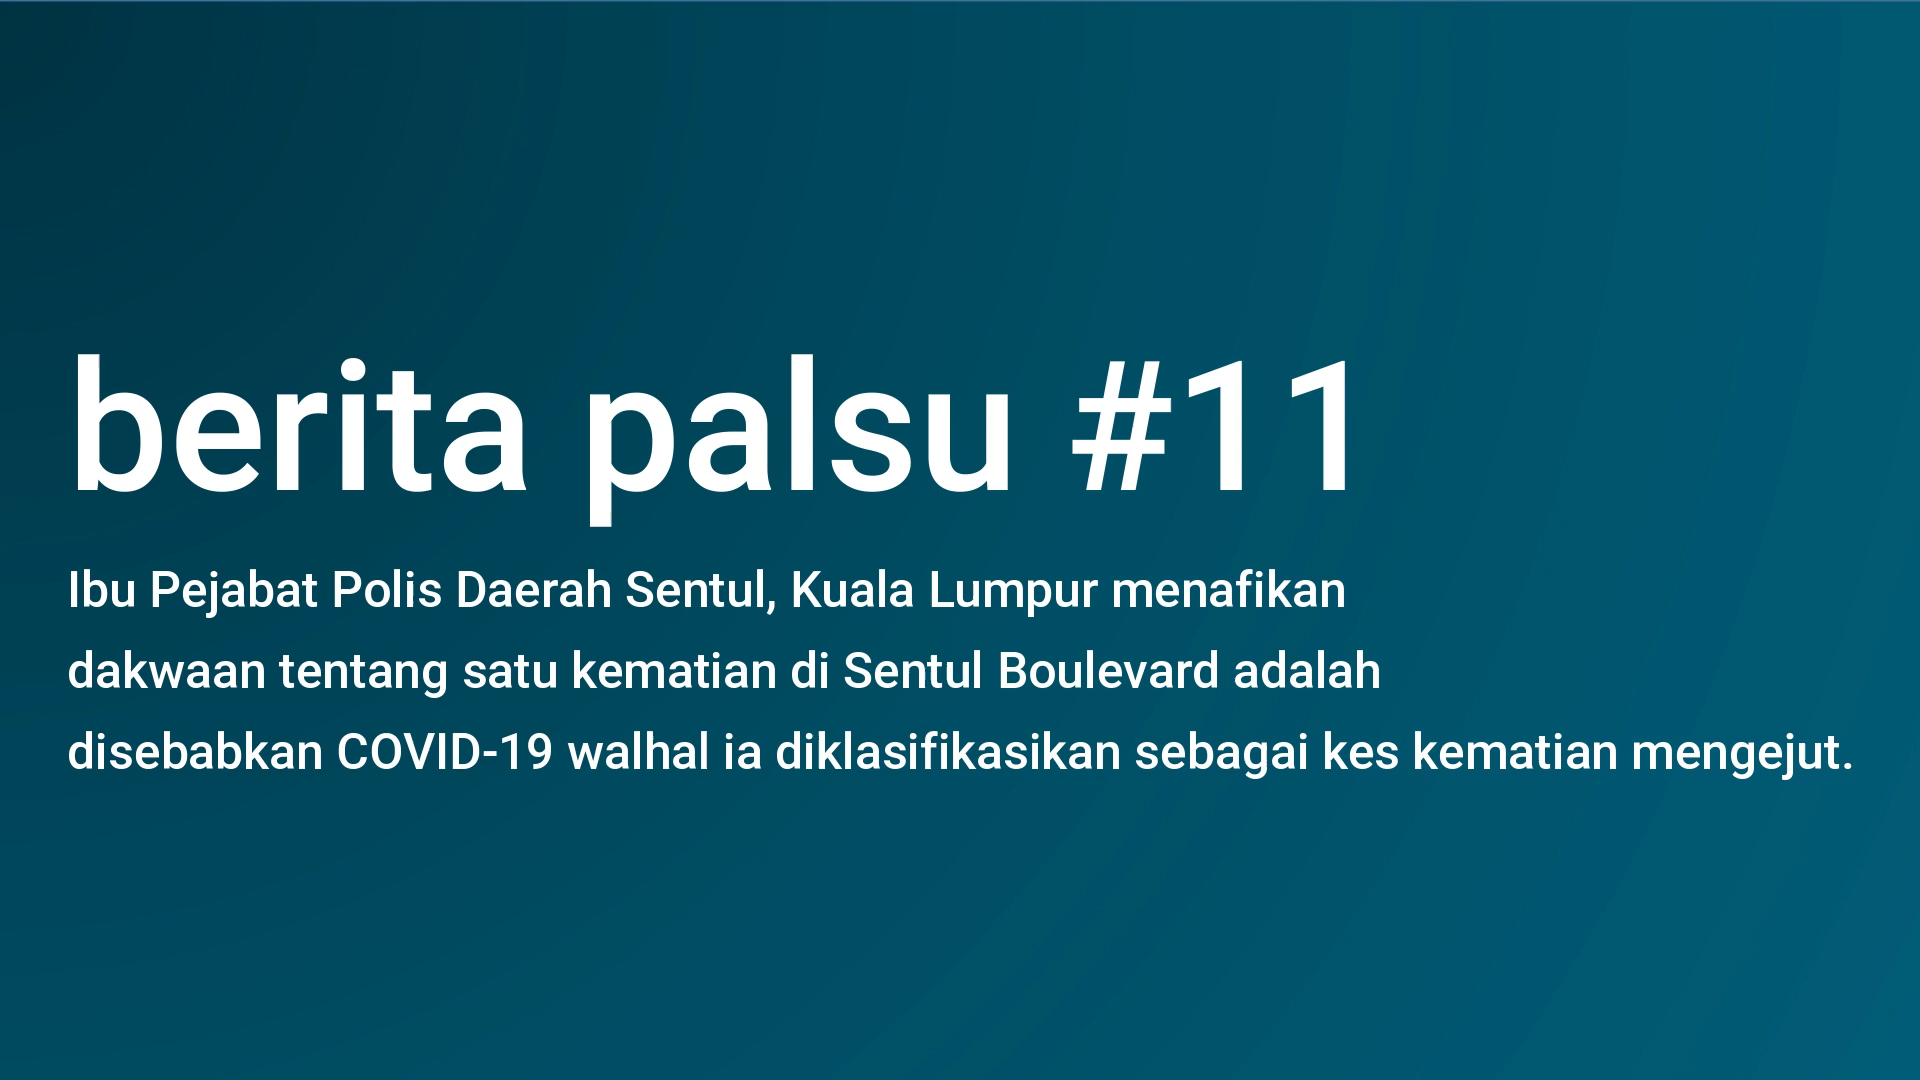 berita palsu #11
Ibu Pejabat Polis Daerah Sentul, Kuala Lumpur menafikan
dakwaan tentang satu kematian di Sentul Boulevard adalah
disebabkan COVID-19 walhal ia diklasifikasikan sebagai kes kematian mengejut.